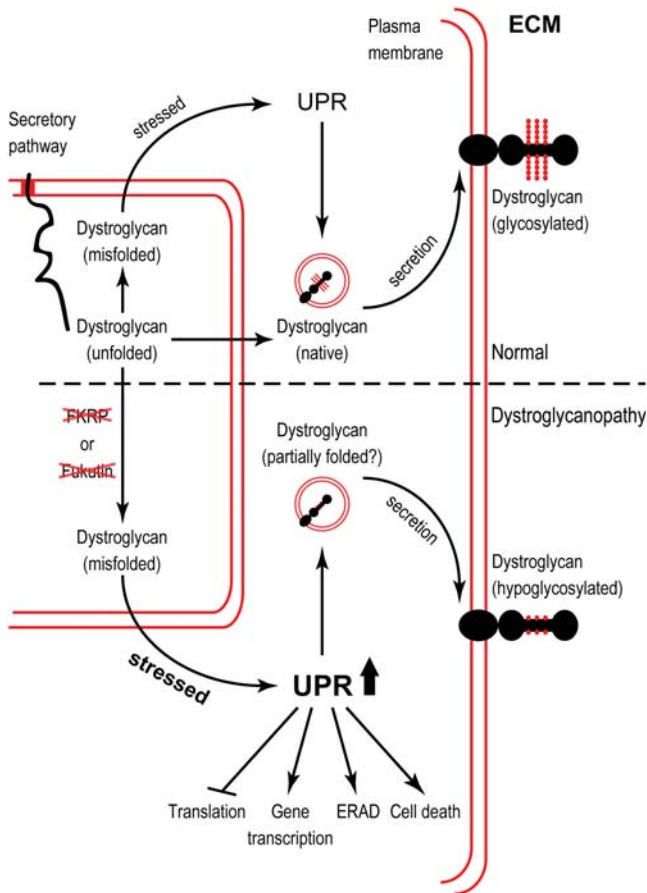 Plasma
membrane
ECM
UPR
stressed
Secretory
pathway
Dystroglycan
(misfolded)
Dystroglycan
(glycosylated)
secretion
Dystroglycan
(unfolded)
Dystroglycan
(native)
Normal
Dystroglycanopathy
FKRP
or
Fukutin
Dystroglycan
(partially folded?)
secretion
Dystroglycan
(misfolded)
Dystroglycan
(hypoglycosylated)
stressed
UPR
Translation
Gene
transcription
ERAD
Cell death